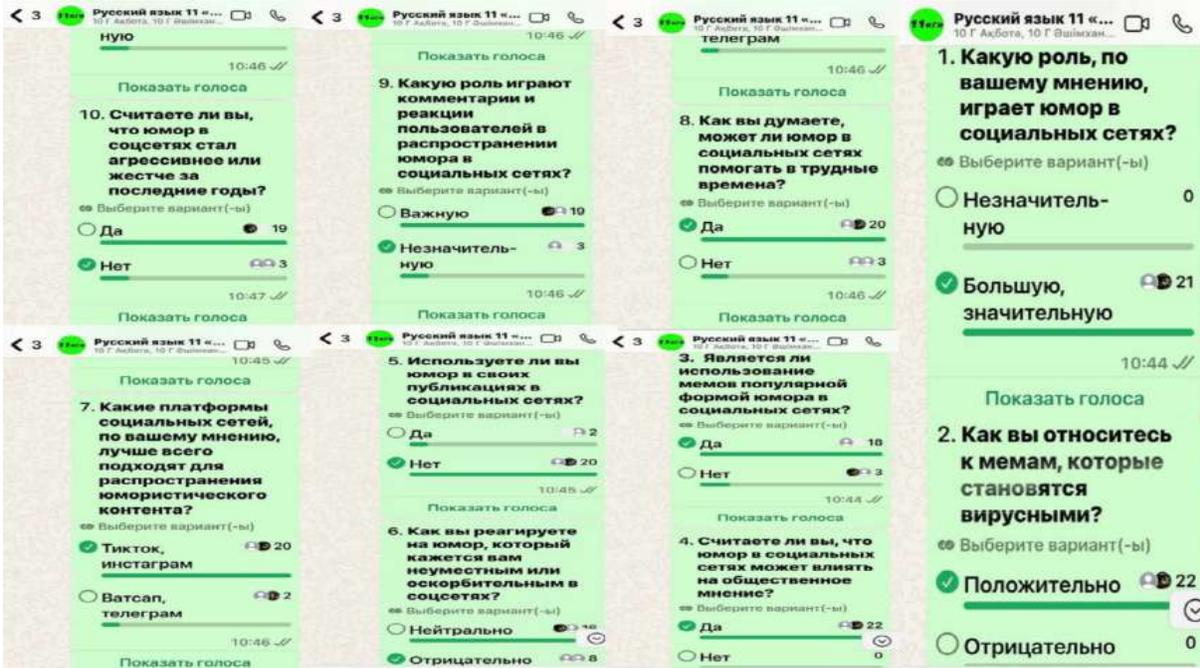 3
Русский язык 11 «...
ную
10:46
Показать голоса
10. Считаете ли вы,
что юмор в
соцсетях стал
агрессивнее или
жестче за
последние годы?
Выберите вариант(-ы)
Да 19
Нет 3
10:47
Показать голоса
3
Русский язык 11 «...
10:46
Показать голоса
9. Какую роль играют
комментарии и
реакции
пользователей в
распространении
юмора в
социальных сетях?
Выберите вариант(-ы)
Важную 19
Незначитель-
ную 3
10:46
Показать голоса
3
Русский язык 11 «...
телеграм
10:46
Показать голоса
8. Как вы думаете,
может ли юмор в
социальных сетях
помогать в трудные
времена?
Выберите вариант(-ы)
Да 20
Нет 3
10:46
Показать голоса
Русский язык 11 «...
10 Г Ақбота, 10 Г Әшімхан...
1. Какую роль, по
вашему мнению,
играет юмор в
социальных сетях?
Выберите вариант(-ы)
Незначитель- 0
ную
Большую, 21
значительную
10:44
Показать голоса
2. Как вы относитесь
к мемам, которые
становятся
вирусными?
Выберите вариант(-ы)
Положительно 22
Отрицательно 0
3
Русский язык 11 «...
10:45
Показать голоса
7. Какие платформы
социальных сетей,
по вашему мнению,
лучше всего
подходят для
распространения
юмористического
контента?
Выберите вариант(-ы)
Тикток, 20
инстаграм
Ватсап, 2
телеграм
10:46
Показать голоса
3
Русский язык 11 «...
5. Используете ли вы
юмор в своих
публикациях в
социальных сетях?
Выберите вариант(-ы)
Да 2
Нет 20
10:45
Показать голоса
6. Как вы реагируете
на юмор, который
кажется вам
неуместным или
оскорбительным в
соцсетях?
Выберите вариант(-ы)
Нейтрально
Отрицательно 8
3
Русский язык 11 «...
3. Является ли
использование
мемов популярной
формой юмора в
социальных сетях?
Выберите вариант(-ы)
Да 18
Нет 3
10:44
Показать голоса
4. Считаете ли вы, что
юмор в социальных
сетях может влиять
на общественное
мнение?
Выберите вариант(-ы)
Да 22
Нет 0